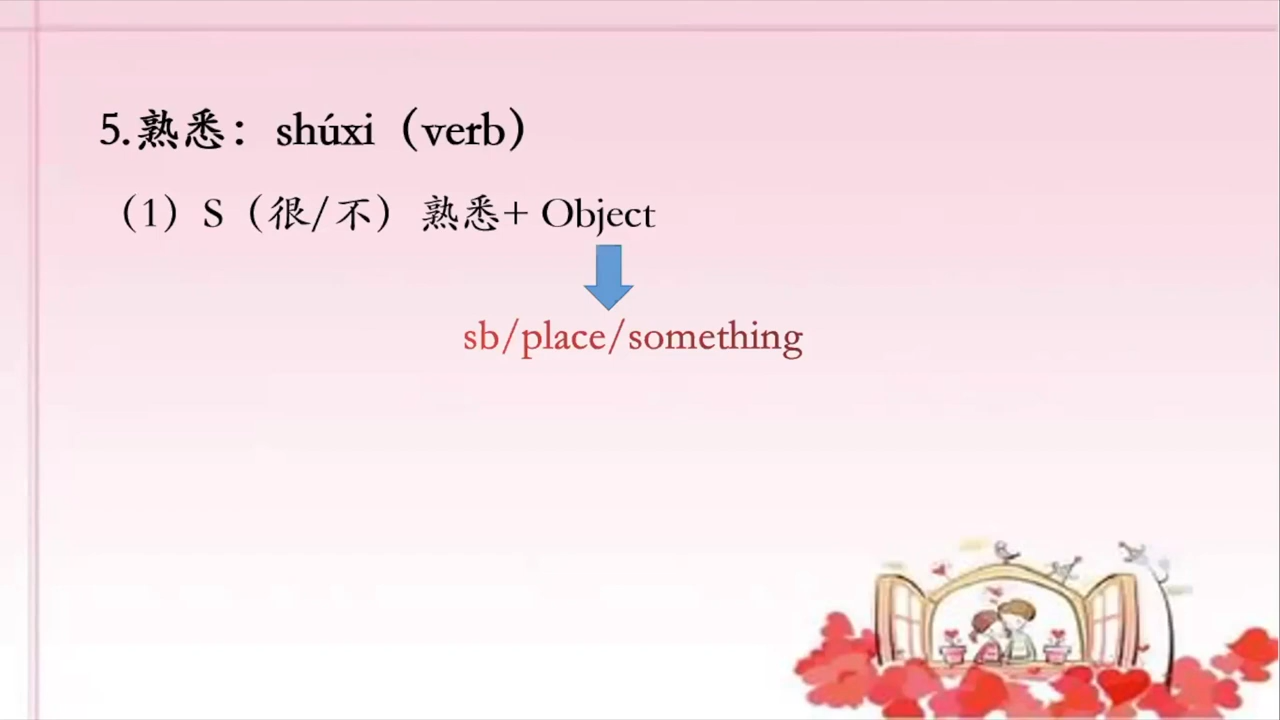 5.熟悉：shúxi（verb）
（1）S（很/不）熟悉+ Object
sb/place/something